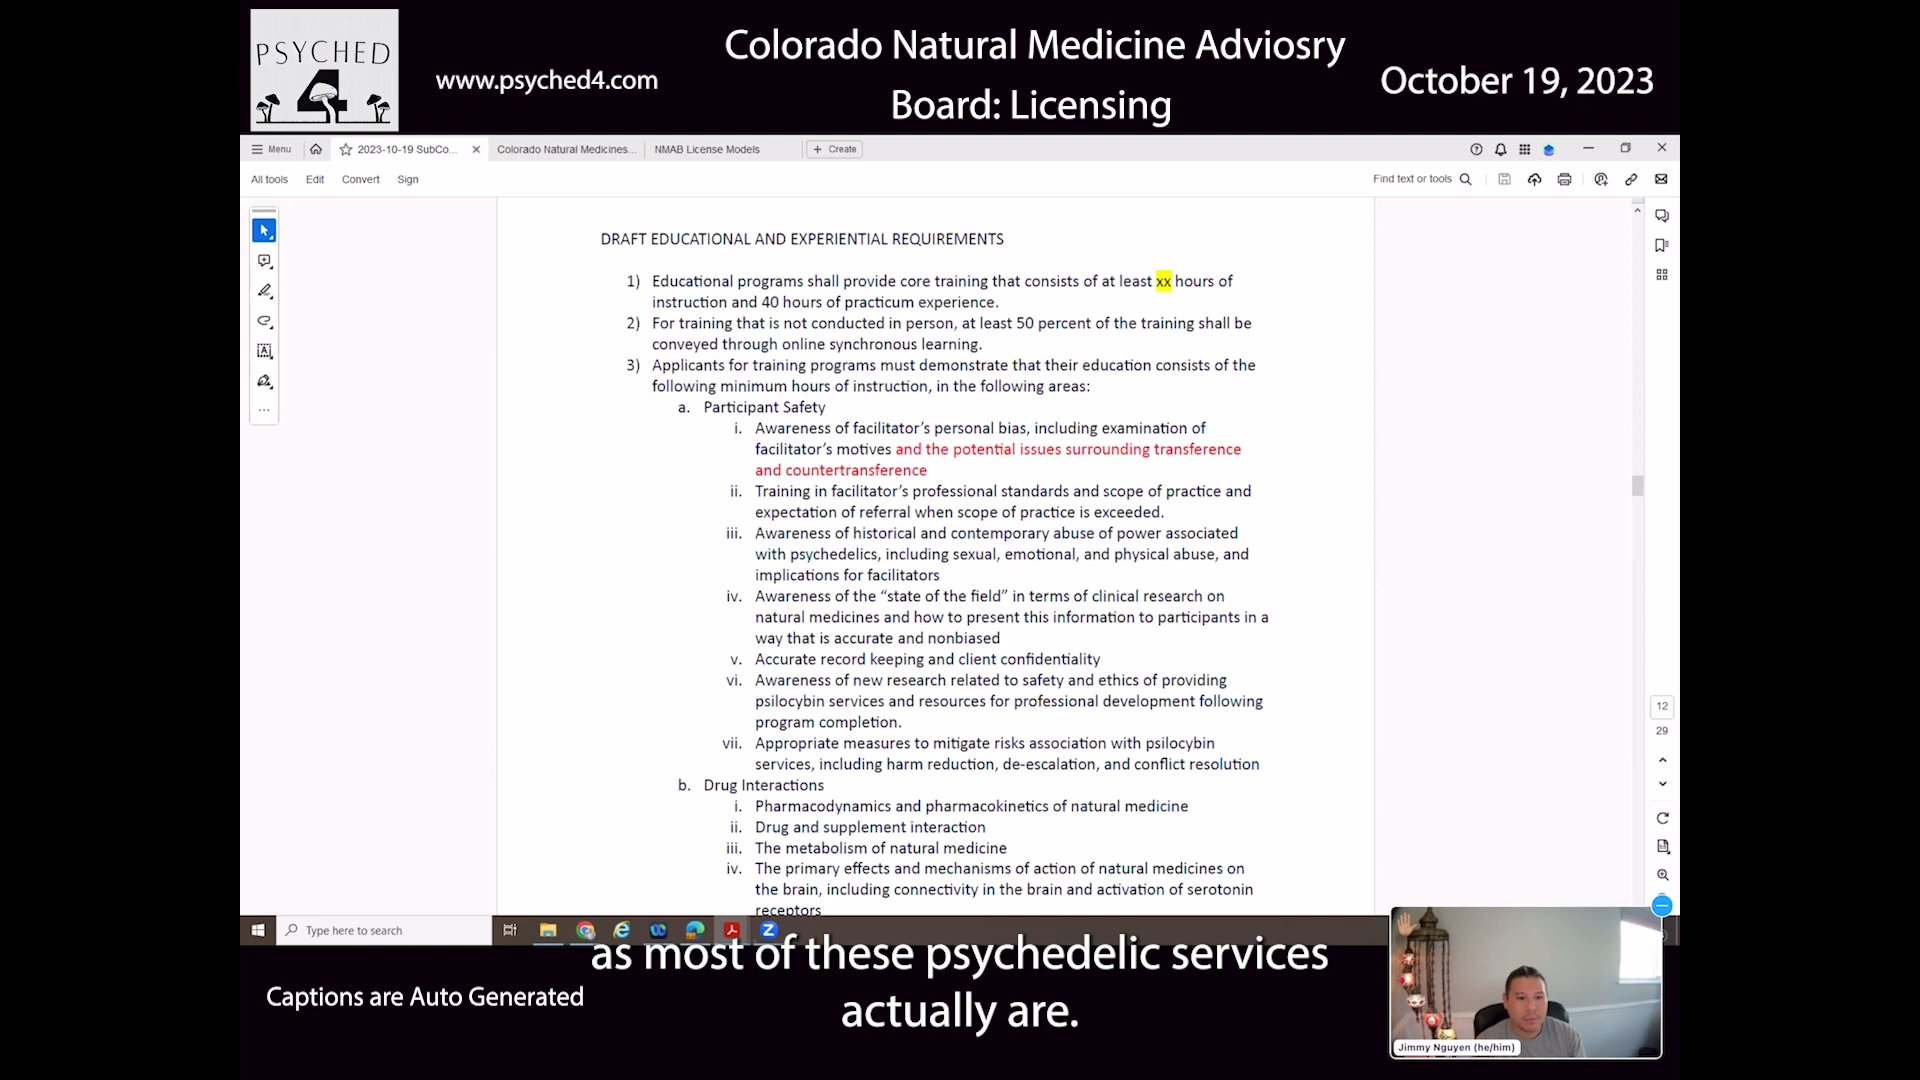 PSYCHED
4
www.psyched4.com
Colorado Natural Medicine Adviosry
Board: Licensing
October 19, 2023
Menu
2023-10-19 SubCo...
Colorado Natural Medicines...
NMAB License Models
+ Create
All tools
Edit
Convert
Sign
Find text or tools
DRAFT EDUCATIONAL AND EXPERIENTIAL REQUIREMENTS
1) Educational programs shall provide core training that consists of at least xx hours of
instruction and 40 hours of practicum experience.
2) For training that is not conducted in person, at least 50 percent of the training shall be
conveyed through online synchronous learning.
3) Applicants for training programs must demonstrate that their education consists of the
following minimum hours of instruction, in the following areas:
a. Participant Safety
i. Awareness of facilitator’s personal bias, including examination of
facilitator’s motives and the potential issues surrounding transference
and countertransference
ii. Training in facilitator’s professional standards and scope of practice and
expectation of referral when scope of practice is exceeded.
iii. Awareness of historical and contemporary abuse of power associated
with psychedelics, including sexual, emotional, and physical abuse, and
implications for facilitators
iv. Awareness of the “state of the field” in terms of clinical research on
natural medicines and how to present this information to participants in a
way that is accurate and nonbiased
v. Accurate record keeping and client confidentiality
vi. Awareness of new research related to safety and ethics of providing
psilocybin services and resources for professional development following
program completion.
vii. Appropriate measures to mitigate risks association with psilocybin
services, including harm reduction, de-escalation, and conflict resolution
b. Drug Interactions
i. Pharmacodynamics and pharmacokinetics of natural medicine
ii. Drug and supplement interaction
iii. The metabolism of natural medicine
iv. The primary effects and mechanisms of action of natural medicines on
the brain, including connectivity in the brain and activation of serotonin
receptors
12
29
Type here to search
as most of these psychedelic services
actually are.
Captions are Auto Generated
Jimmy Nguyen (he/him)